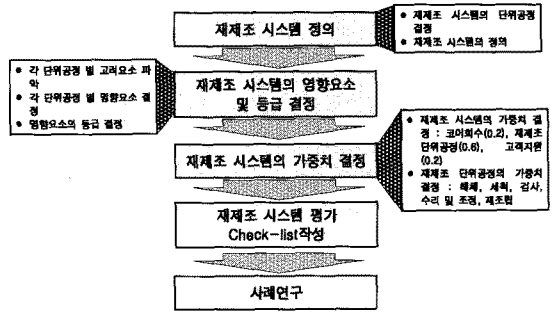 재제조 시스템 정의
● 재제조 시스템의 단위공정
결정
● 재제조 시스템의 정의
● 각 단위공정 별 고려요소 파
악
● 각 단위공정 별 영향요소 결
정
● 영향요소의 등급 결정
재제조 시스템의 영향요소
및 등급 결정
재제조 시스템의 가중치 결정
● 재제조 시스템의 가중치 결
정 : 코어회수(0.2), 재제조
단위공정(0.6), 고객지원
(0.2)
● 재제조 단위공정의 가중치
결정 : 해체, 세척, 검사,
수리 및 조정, 재조립
재제조 시스템 평가
Check-list작성
사례연구